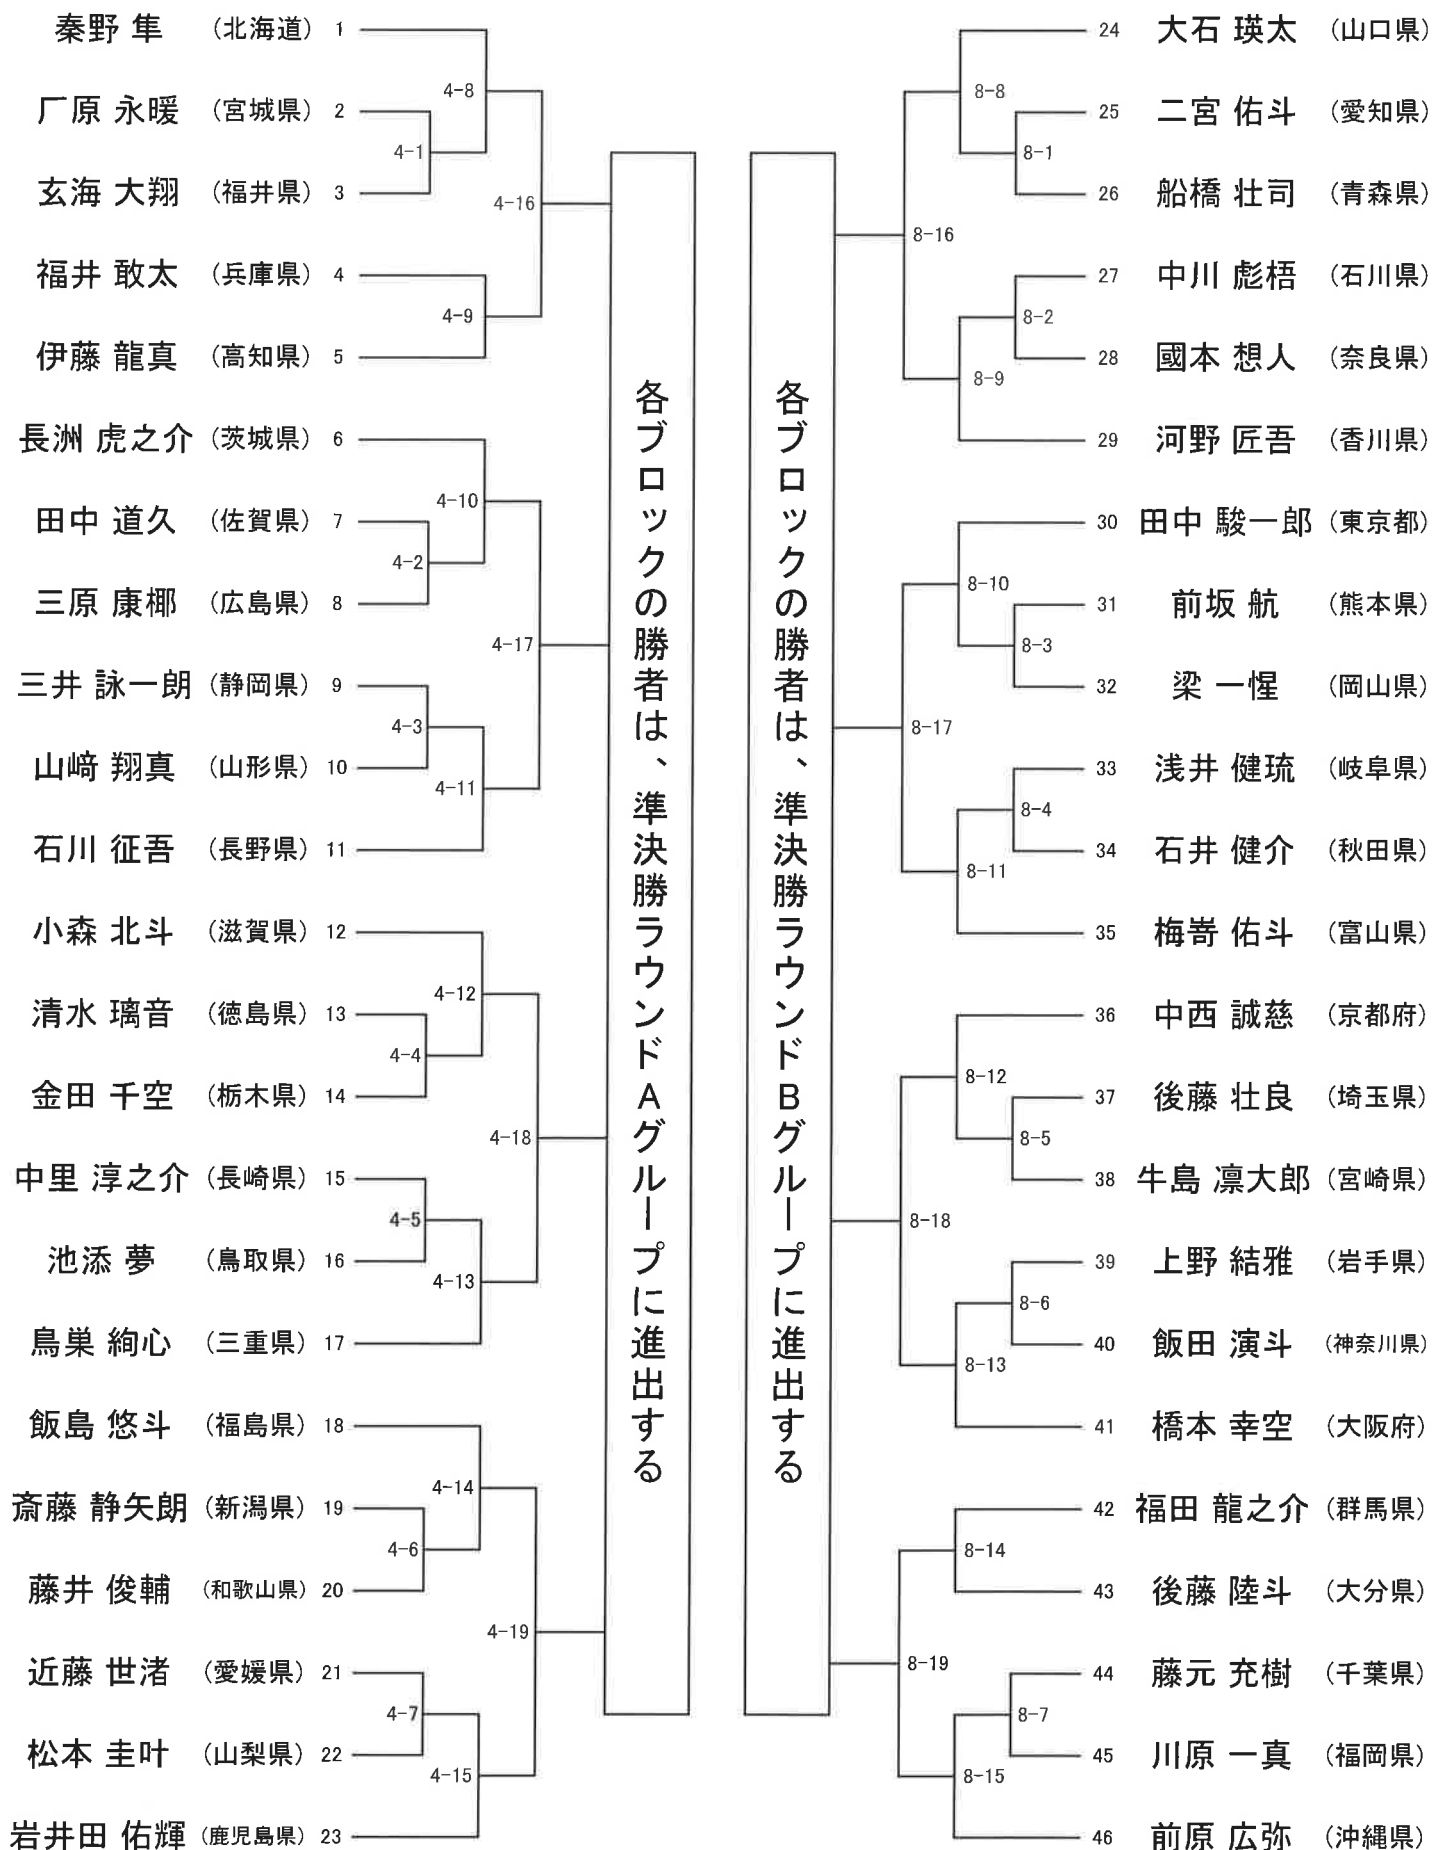 秦野 隼 （北海道） 1
厂原 永暖 （宮城県） 2
玄海 大翔 （福井県） 3
福井 敢太 （兵庫県） 4
伊藤 龍真 （高知県） 5
長洲 虎之介 （茨城県） 6
田中 道久 （佐賀県） 7
三原 康椰 （広島県） 8
三井 詠一朗 （静岡県） 9
山﨑 翔真 （山形県） 10
石川 征吾 （長野県） 11
小森 北斗 （滋賀県） 12
清水 璃音 （徳島県） 13
金田 千空 （栃木県） 14
中里 淳之介 （長崎県） 15
池添 夢 （鳥取県） 16
鳥巣 絢心 （三重県） 17
飯島 悠斗 （福島県） 18
斎藤 静矢朗 （新潟県） 19
藤井 俊輔 （和歌山県） 20
近藤 世渚 （愛媛県） 21
松本 圭叶 （山梨県） 22
岩井田 佑輝 （鹿児島県） 23
4-8
4-1
4-16
4-9
4-10
4-2
4-17
4-3
4-11
4-12
4-4
4-18
4-5
4-13
4-14
4-6
4-19
4-7
4-15
各ブロックの勝者は、準決勝ラウンドAグループに進出する
各ブロックの勝者は、準決勝ラウンドBグループに進出する
8-8
8-1
8-16
8-2
8-9
8-10
8-3
8-17
8-4
8-11
8-12
8-5
8-18
8-6
8-13
8-14
8-19
8-7
8-15
24 大石 瑛太 （山口県）
25 二宮 佑斗 （愛知県）
26 船橋 壮司 （青森県）
27 中川 彪梧 （石川県）
28 國本 想人 （奈良県）
29 河野 匠吾 （香川県）
30 田中 駿一郎 （東京都）
31 前坂 航 （熊本県）
32 梁 一惺 （岡山県）
33 浅井 健琉 （岐阜県）
34 石井 健介 （秋田県）
35 梅嵜 佑斗 （富山県）
36 中西 誠慈 （京都府）
37 後藤 壮良 （埼玉県）
38 牛島 凛大郎 （宮崎県）
39 上野 結雅 （岩手県）
40 飯田 演斗 （神奈川県）
41 橋本 幸空 （大阪府）
42 福田 龍之介 （群馬県）
43 後藤 陸斗 （大分県）
44 藤元 充樹 （千葉県）
45 川原 一真 （福岡県）
46 前原 広弥 （沖縄県）